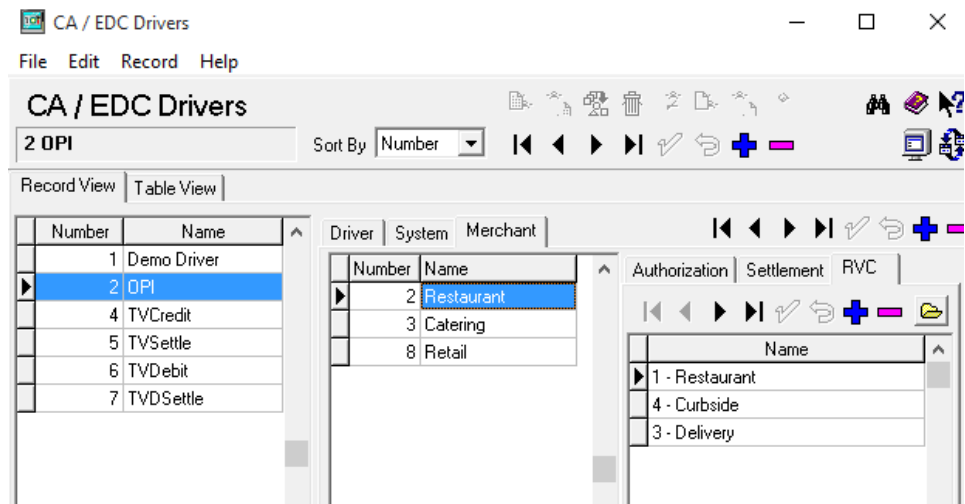 CA / EDC Drivers
File Edit Record Help
CA / EDC Drivers
2 OPI
Sort By Number
Record View Table View
Number Name
1 Demo Driver
2 OPI
4 TVCredit
5 TVSettle
6 TVDebit
7 TVDSettle
Driver System Merchant
Number Name
2 Restaurant
3 Catering
8 Retail
Authorization Settlement RVC
Name
1 - Restaurant
4 - Curbside
3 - Delivery